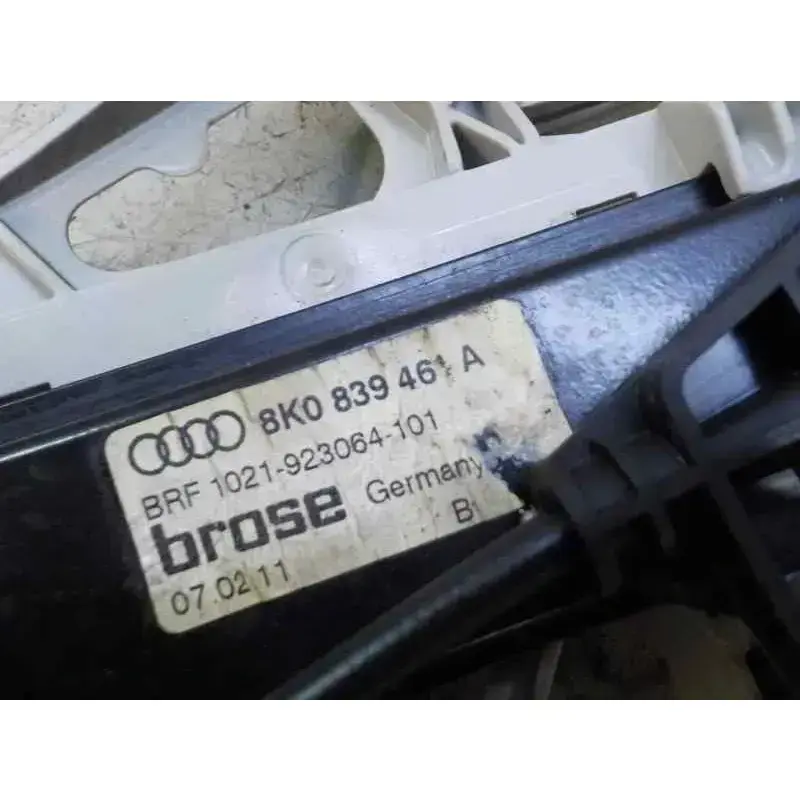 8K0 839 461 A
BRF 1021-923064-101
brose Germany
B
07.02.11